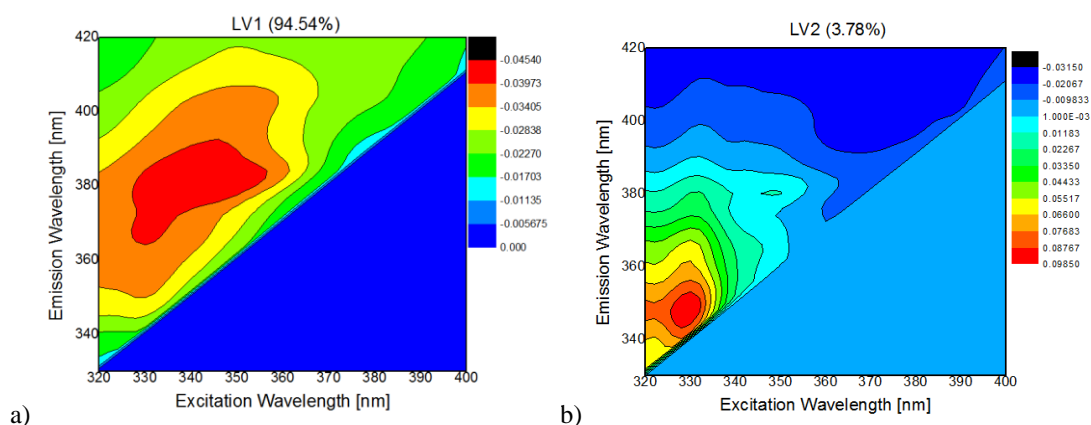 LV1 (94.54%)
420
400
380
360
340
320 330 340 350 360 370 380 390 400
Emission Wavelength [nm]
Excitation Wavelength [nm]
-0.04540
-0.03973
-0.03405
-0.02838
-0.02270
-0.01703
-0.01135
-0.005675
0.000
a)
LV2 (3.78%)
420
400
380
360
340
320 330 340 350 360 370 380 390 400
Emission Wavelength [nm]
Excitation Wavelength [nm]
-0.03150
-0.02067
-0.009833
1.000E-03
0.01183
0.02267
0.03350
0.04433
0.05517
0.06600
0.07683
0.08767
0.09850
b)